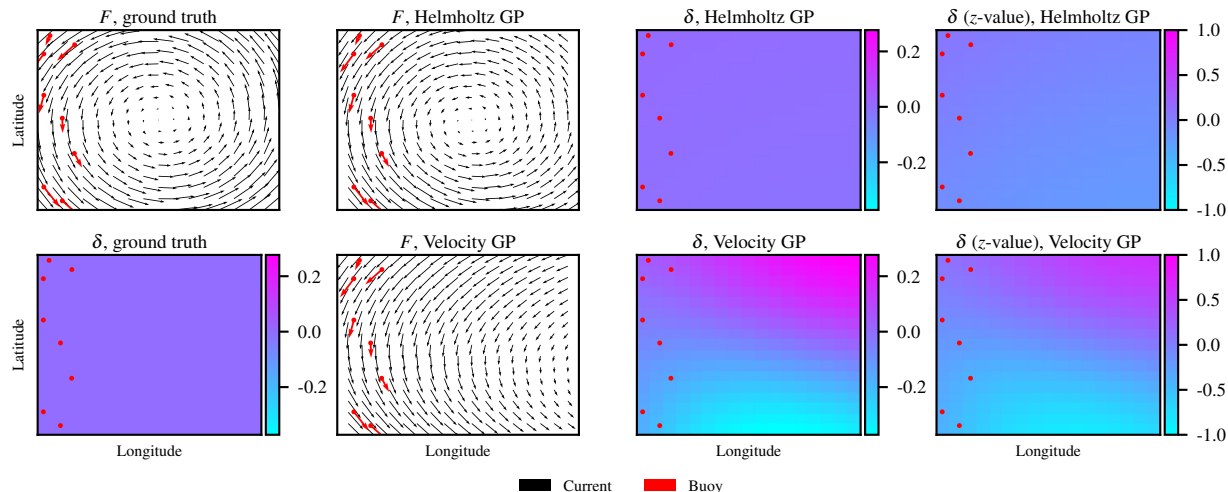 F, ground truth
F, Helmholtz GP
δ, Helmholtz GP
δ (z-value), Helmholtz GP
Latitude
0.2
0.0
-0.2
1.0
0.5
0.0
-0.5
-1.0
δ, ground truth
F, Velocity GP
δ, Velocity GP
δ (z-value), Velocity GP
Latitude
0.2
0.0
-0.2
0.2
0.0
-0.2
1.0
0.5
0.0
-0.5
-1.0
Longitude
Longitude
Longitude
Longitude
Current
Buoy